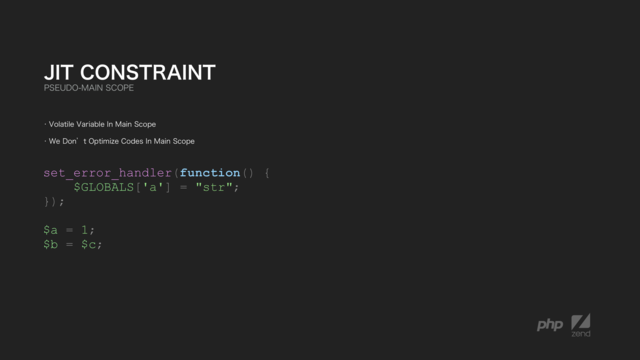 JIT CONSTRAINT
PSEUDO-MAIN SCOPE
· Volatile Variable In Main Scope
· We Don’t Optimize Codes In Main Scope
set_error_handler(function() {
    $GLOBALS['a'] = "str";
});
$a = 1;
$b = $c;
php zend